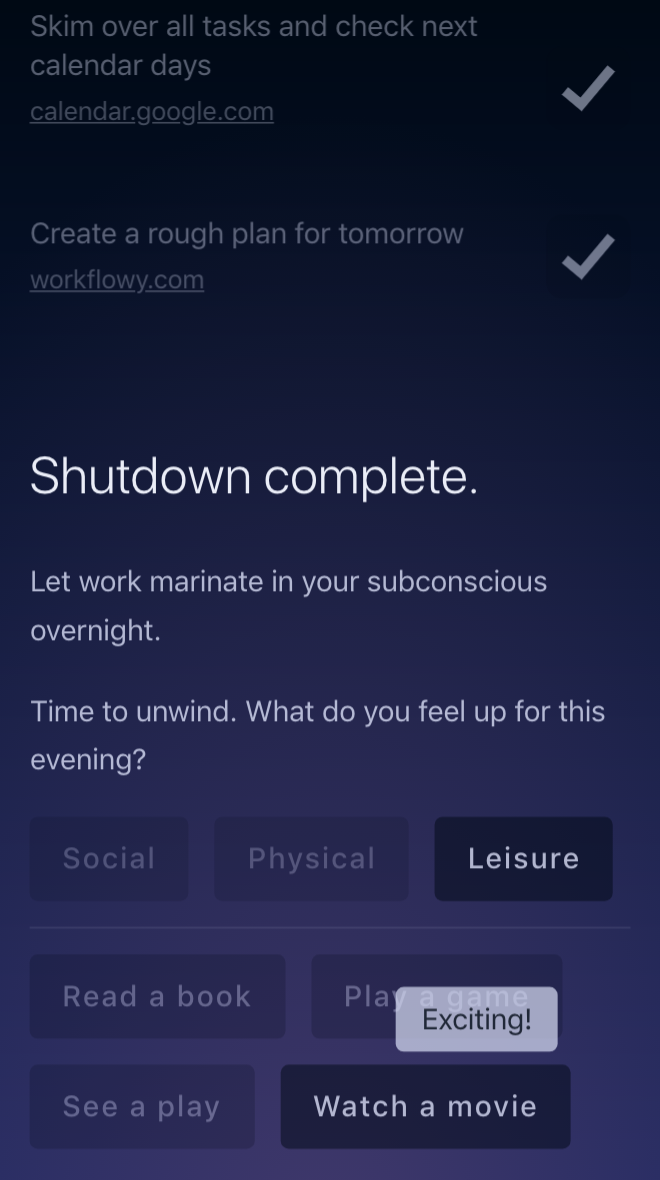 Skim over all tasks and check next
calendar days
calendar.google.com
Create a rough plan for tomorrow
workflowy.com
Shutdown complete.
Let work marinate in your subconscious
overnight.
Time to unwind. What do you feel up for this
evening?
Social Physical Leisure
Read a book Play a game
Exciting!
See a play Watch a movie